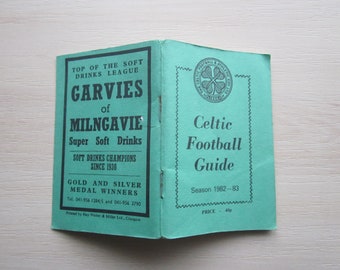 TOP OF THE SOFT
DRINKS LEAGUE
GARVIES
of
MILNGAVIE
Super Soft Drinks
SOFT DRINKS CHAMPIONS
SINCE 1930
GOLD AND SILVER
MEDAL WINNERS
Celtic
Football
Guide
Season 1982-83
PRICE